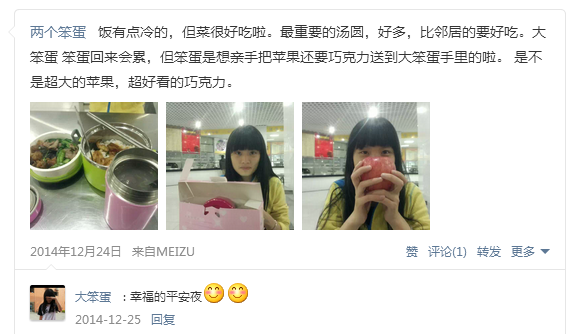 两个笨蛋 饭有点冷的，但菜很好吃啦。最重要的汤圆，好多，比邻居的要好吃。大
笨蛋 笨蛋回来会累，但笨蛋是想亲手把苹果还要巧克力送到大笨蛋手里的啦。 是不
是超大的苹果，超好看的巧克力。
2014年12月24日 来自MEIZU 赞 评论(1) 转发 更多
大笨蛋 : 幸福的平安夜
2014-12-25 回复